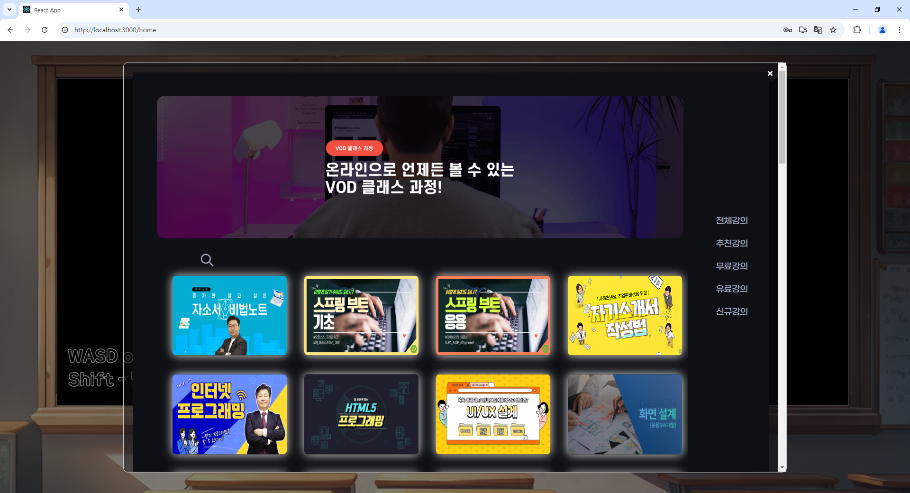 React App
http://localhost:3000/home
VOD 클래스 과정
온라인으로 언제든 볼 수 있는
VOD 클래스 과정!
전체강의
추천강의
무료강의
유료강의
신규강의
자소서 비법노트
스프링 부트
기초
스프링 부트
응용
자기소개서
작성법
WASD
Shift -
인터넷
프로그래밍
HTML5
프로그래밍
UI/UX 설계
화면 설계